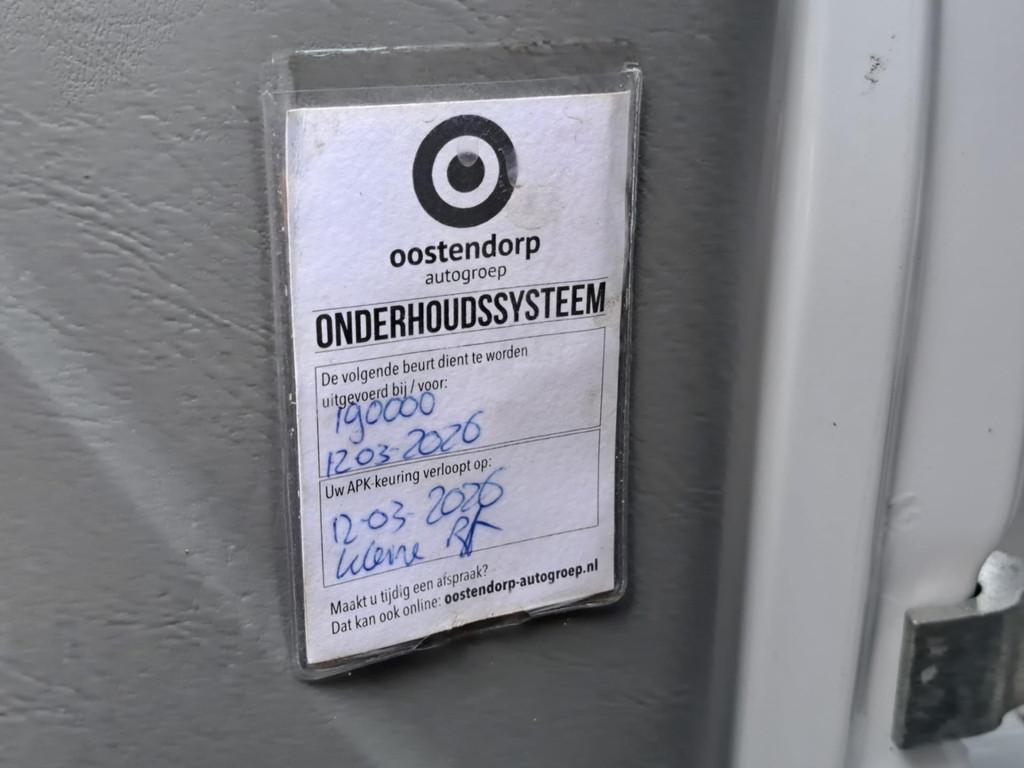 oostendorp
autogroep
ONDERHOUDSSYSTEEM
De volgende beurt dient te worden
uitgevoerd bij / voor:
190000
12-03-2026
Uw APK-keuring verloopt op:
12-03-2026
kleine
Maakt u tijdig een afspraak?
Dat kan ook online: oostendorp-autogroep.nl